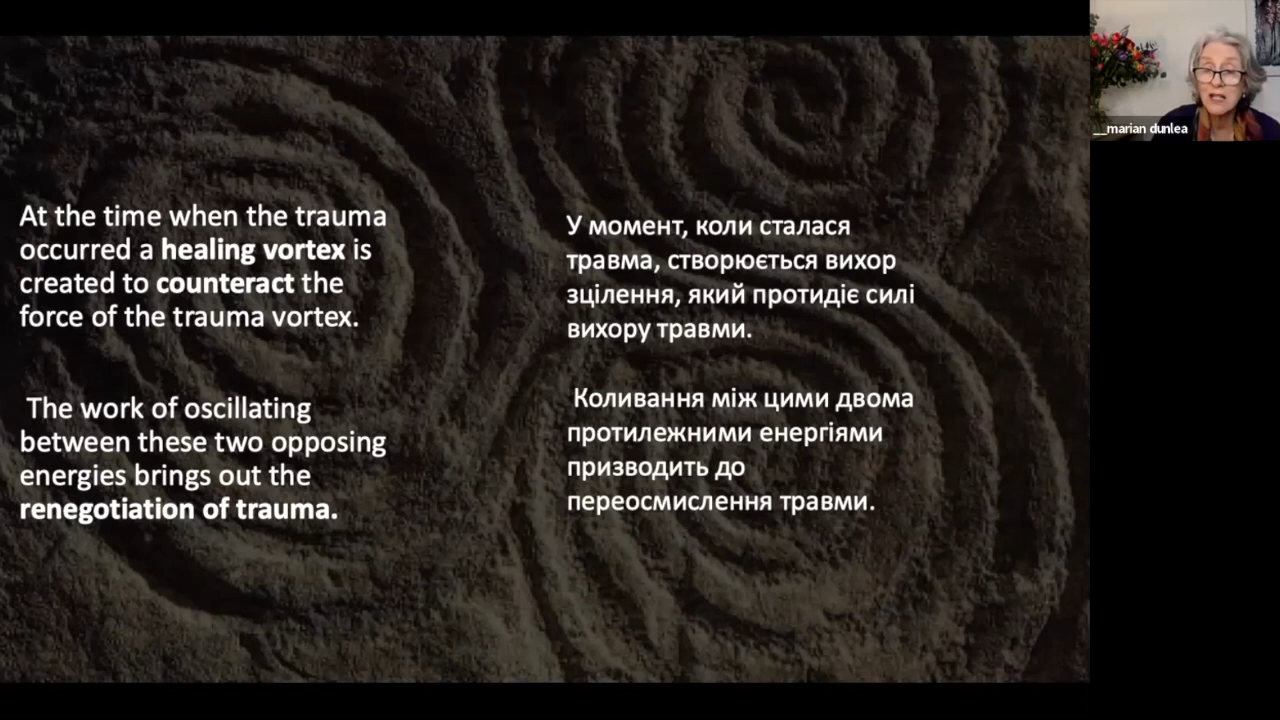 At the time when the trauma
occurred a healing vortex is
created to counteract the
force of the trauma vortex.
The work of oscillating
between these two opposing
energies brings out the
renegotiation of trauma.
У момент, коли сталася
травма, створюється вихор
зцілення, який протидіє силі
вихору травми.
Коливання між цими двома
протилежними енергіями
призводить до
переосмислення травми.
__marian dunlea